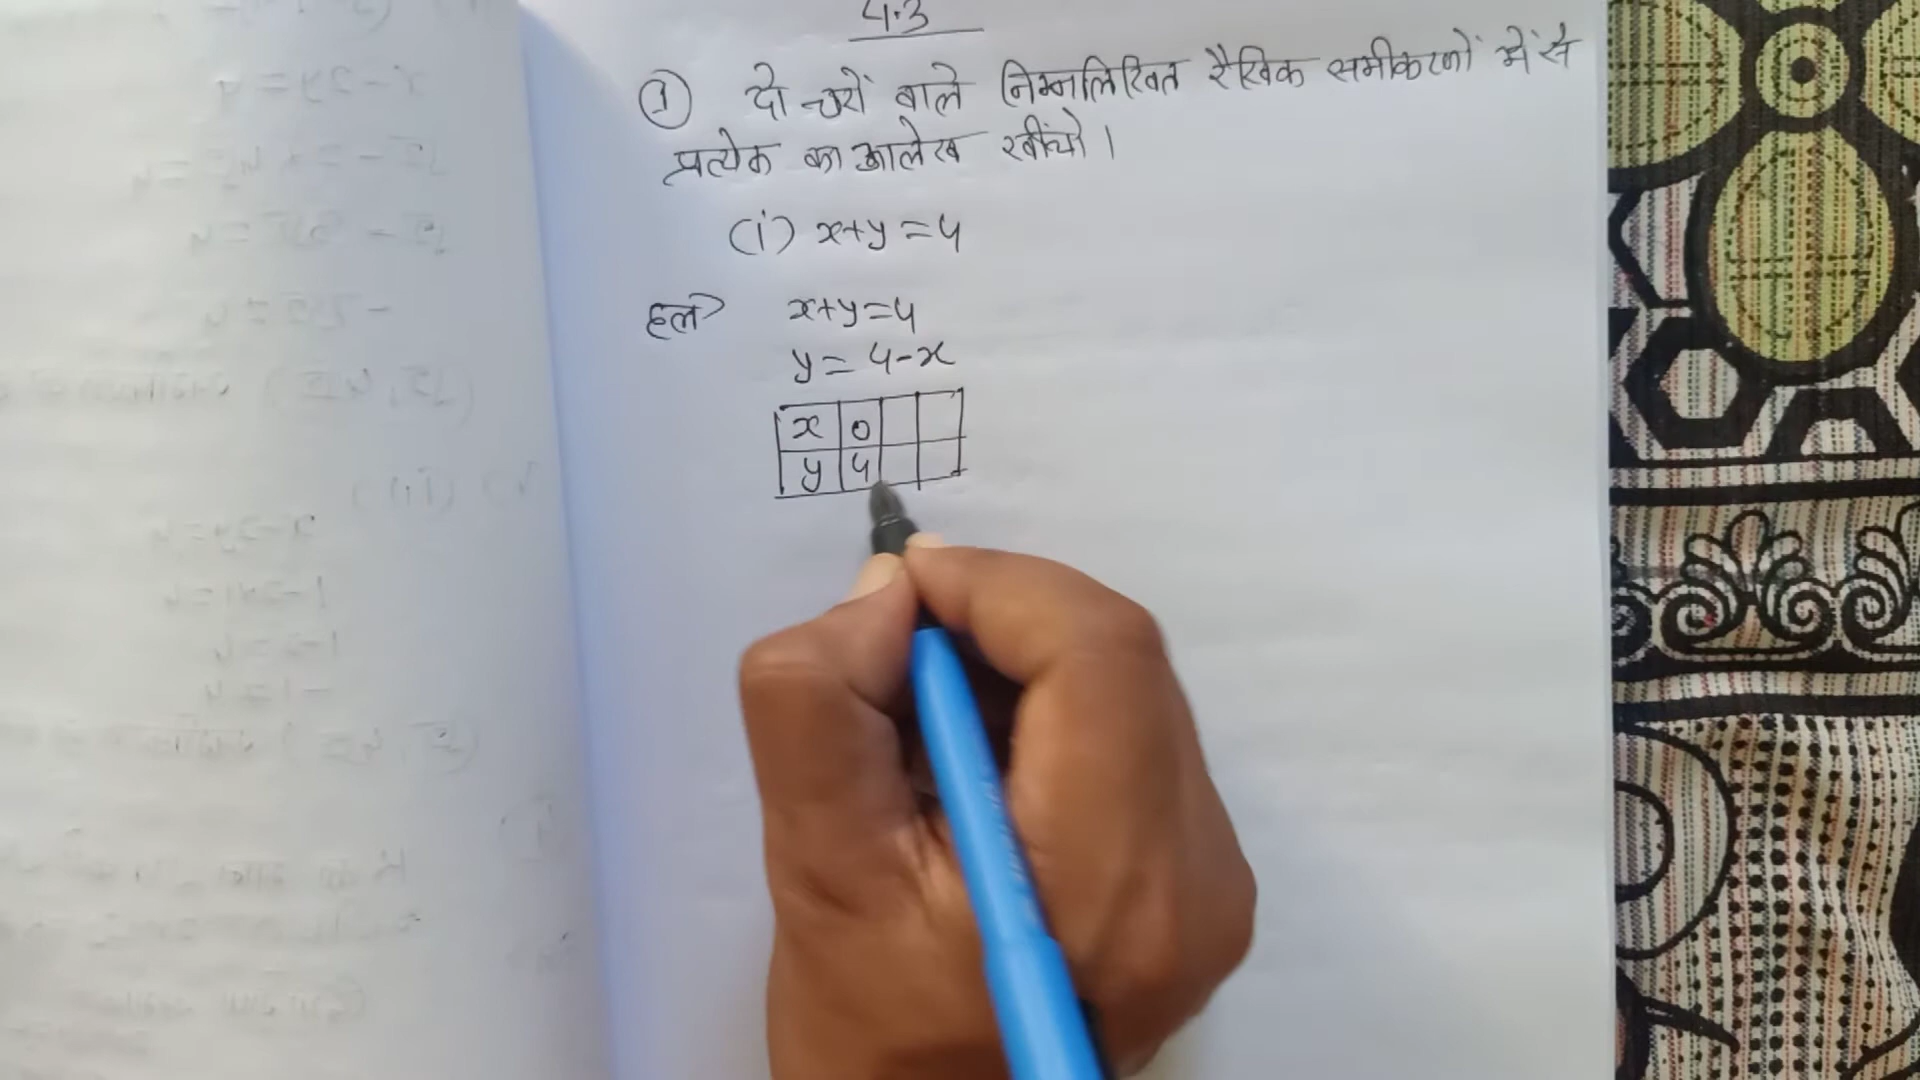 4.3
① दो चरों वाले निम्नलिखित रैखिक समीकरणों में से
प्रत्येक का आलेख खींचो।
(i) x+y=4
हल→ x+y=4
y= 4-x
x 0
y 4